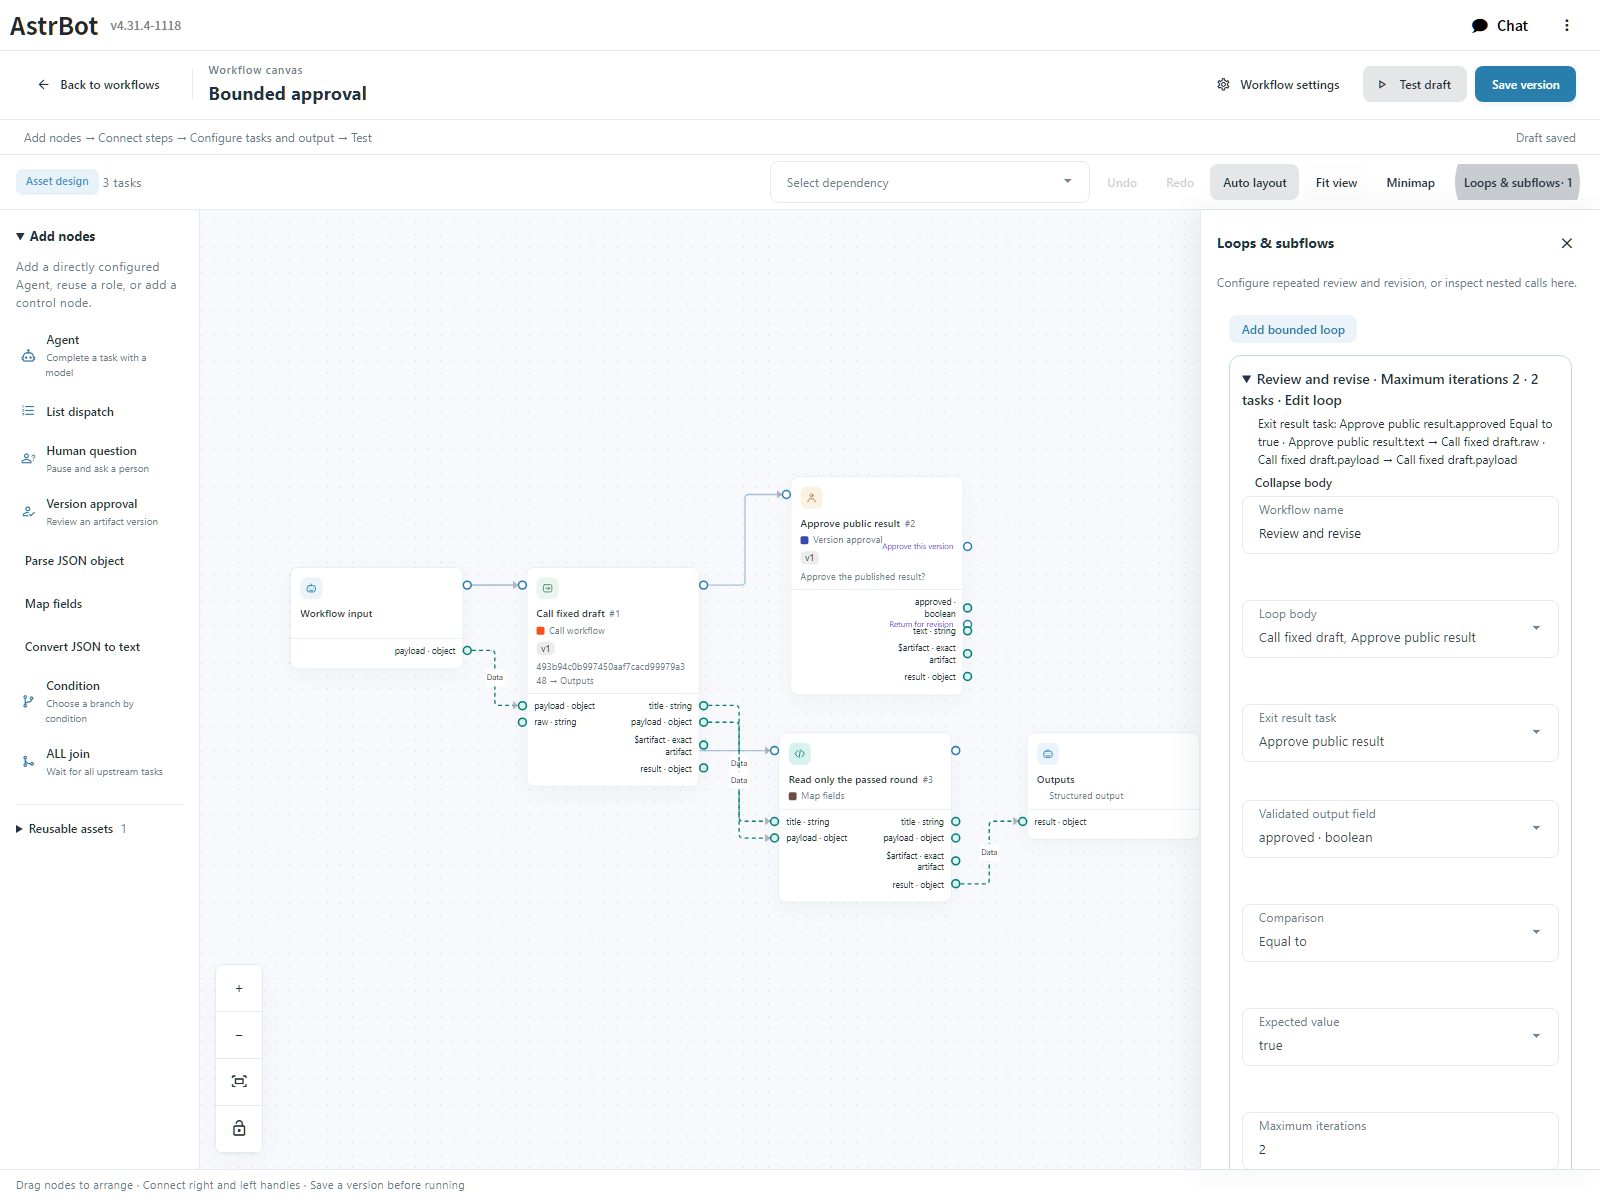 AstrBot v4.31.4-1118
Chat
Back to workflows
Workflow canvas
Bounded approval
Workflow settings
Test draft
Save version
Add nodes → Connect steps → Configure tasks and output → Test
Draft saved
Asset design
3 tasks
Select dependency
Undo
Redo
Auto layout
Fit view
Minimap
Loops & subflows· 1
▼ Add nodes
Add a directly configured
Agent, reuse a role, or add a
control node.
Agent
Complete a task with a
model
List dispatch
Human question
Pause and ask a person
Version approval
Review an artifact version
Parse JSON object
Map fields
Convert JSON to text
Condition
Choose a branch by
condition
ALL join
Wait for all upstream tasks
▶ Reusable assets 1
Workflow input
payload · object
Data
Call fixed draft #1
Call workflow
v1
493b94c0b997450aaf7cacd99979a3
48 → Outputs
payload · object
title · string
raw · string
payload · object
$artifact · exact
artifact
result · object
Data
Data
Approve public result #2
Version approval
Approve this version
v1
Approve the published result?
approved ·
boolean
Return for revision
text · string
$artifact · exact
artifact
result · object
Read only the passed round #3
Map fields
title · string
title · string
payload · object
payload · object
$artifact · exact
artifact
result · object
Data
Outputs
Structured output
result · object
+
−
Loops & subflows
Configure repeated review and revision, or inspect nested calls here.
Add bounded loop
▼ Review and revise · Maximum iterations 2 · 2
tasks · Edit loop
Exit result task: Approve public result.approved Equal to
true · Approve public result.text → Call fixed draft.raw ·
Call fixed draft.payload → Call fixed draft.payload
Collapse body
Workflow name
Review and revise
Loop body
Call fixed draft, Approve public result
Exit result task
Approve public result
Validated output field
approved · boolean
Comparison
Equal to
Expected value
true
Maximum iterations
2
Drag nodes to arrange · Connect right and left handles · Save a version before running